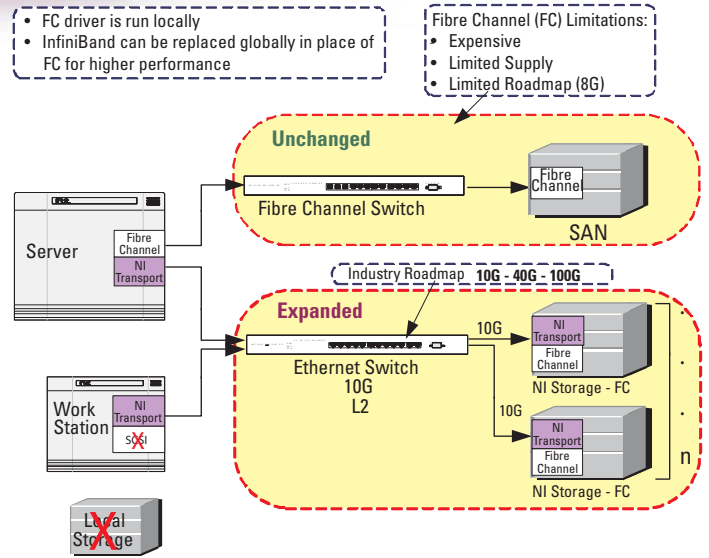 • FC driver is run locally
• InfiniBand can be replaced globally in place of
FC for higher performance
Fibre Channel (FC) Limitations:
• Expensive
• Limited Supply
• Limited Roadmap (8G)
Unchanged
Fibre Channel Switch
Fibre
Channel
SAN
Server
Fibre
Channel
NI
Transport
Industry Roadmap 10G - 40G - 100G
Expanded
Ethernet Switch
10G
L2
10G
10G
NI
Transport
Fibre
Channel
NI Storage - FC
NI
Transport
Fibre
Channel
NI Storage - FC
.
.
.
n
Work
Station
NI
Transport
SCSI
Local
Storage